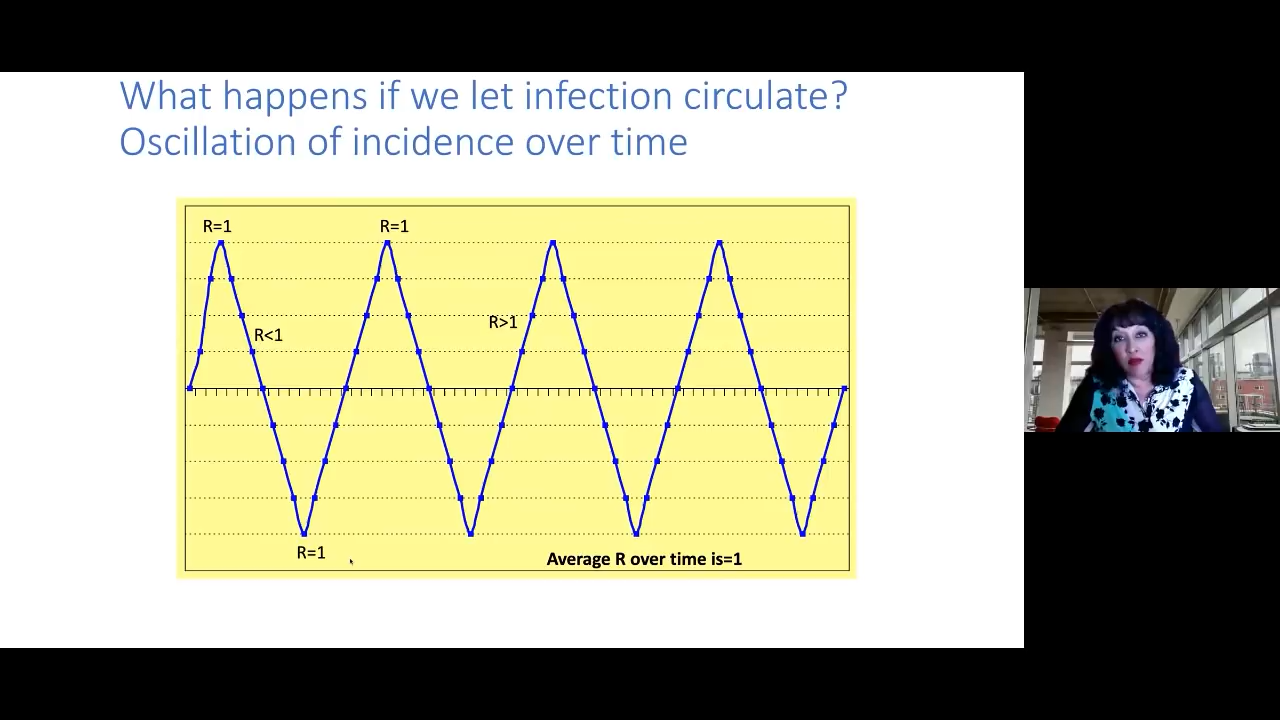 What happens if we let infection circulate?
Oscillation of incidence over time
R=1
R=1
R>1
R<1
R=1
Average R over time is=1